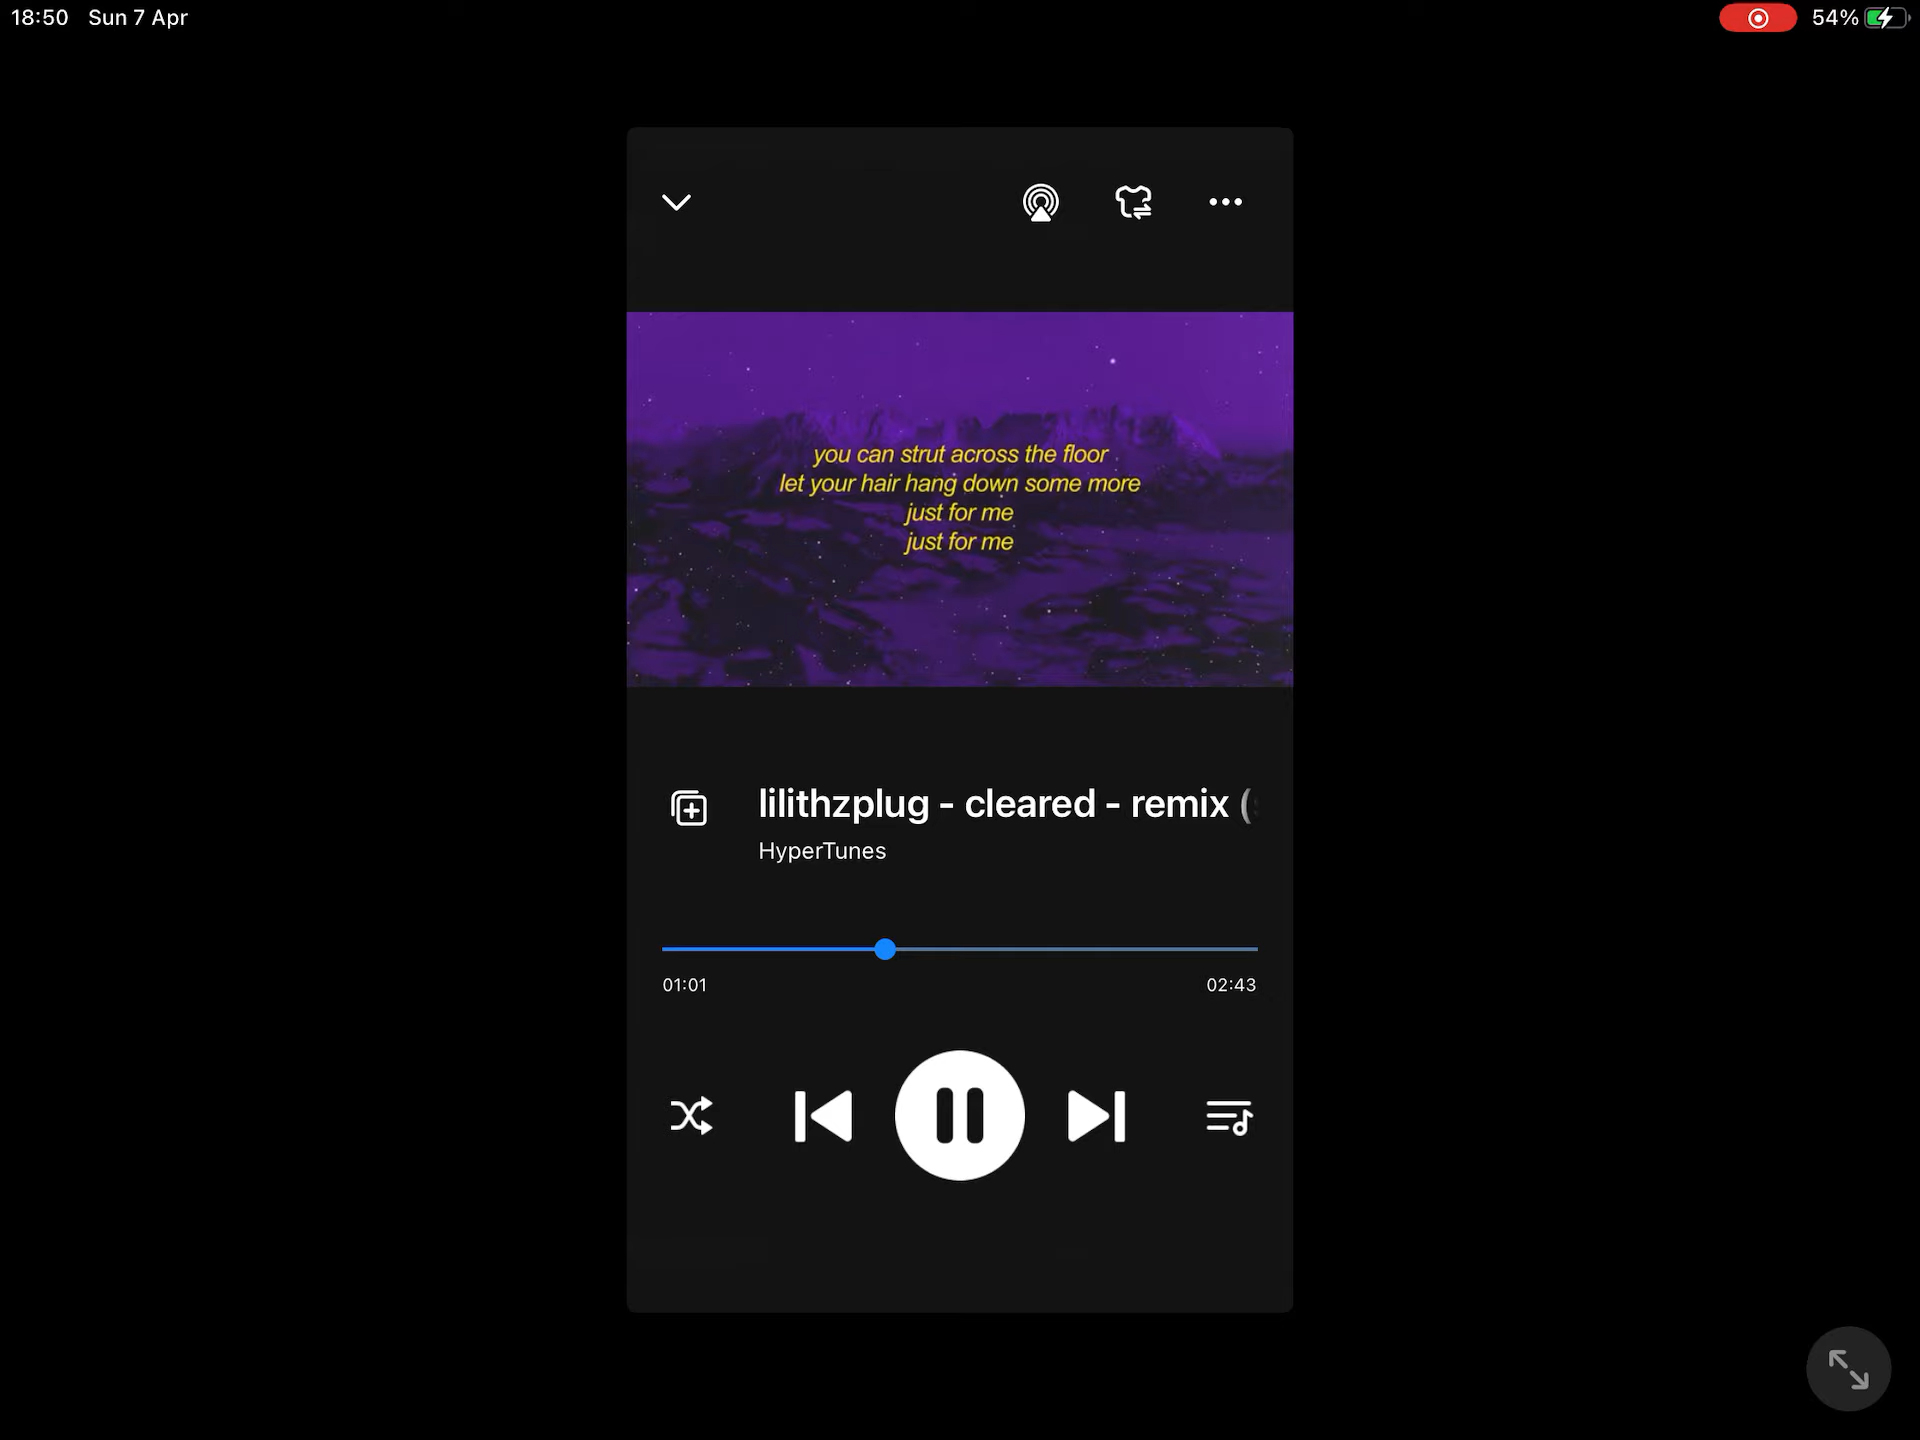 18:50 Sun 7 Apr
54%
you can strut across the floor
let your hair hang down some more
just for me
just for me
lilithzplug - cleared - remix (
HyperTunes
01:01
02:43